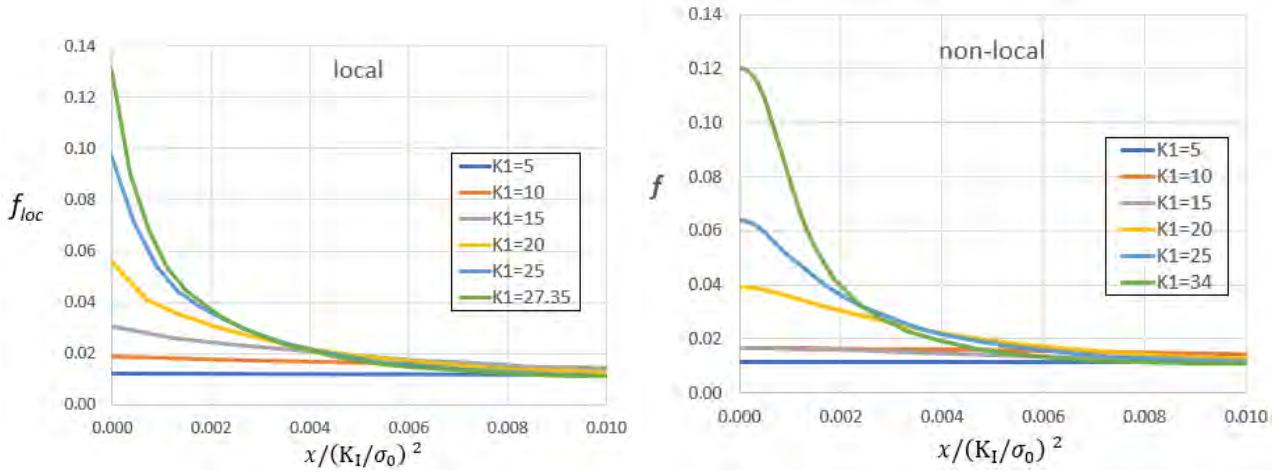 0.14
0.12
0.10
0.08
0.06
0.04
0.02
0.00
f_loc
local
K1=5
K1=10
K1=15
K1=20
K1=25
K1=27.35
0.000 0.002 0.004 0.006 0.008 0.010
x/(K_I/σ_0)^2
0.14
0.12
0.10
0.08
0.06
0.04
0.02
0.00
f
non-local
K1=5
K1=10
K1=15
K1=20
K1=25
K1=34
0.000 0.002 0.004 0.006 0.008 0.010
x/(K_I/σ_0)^2